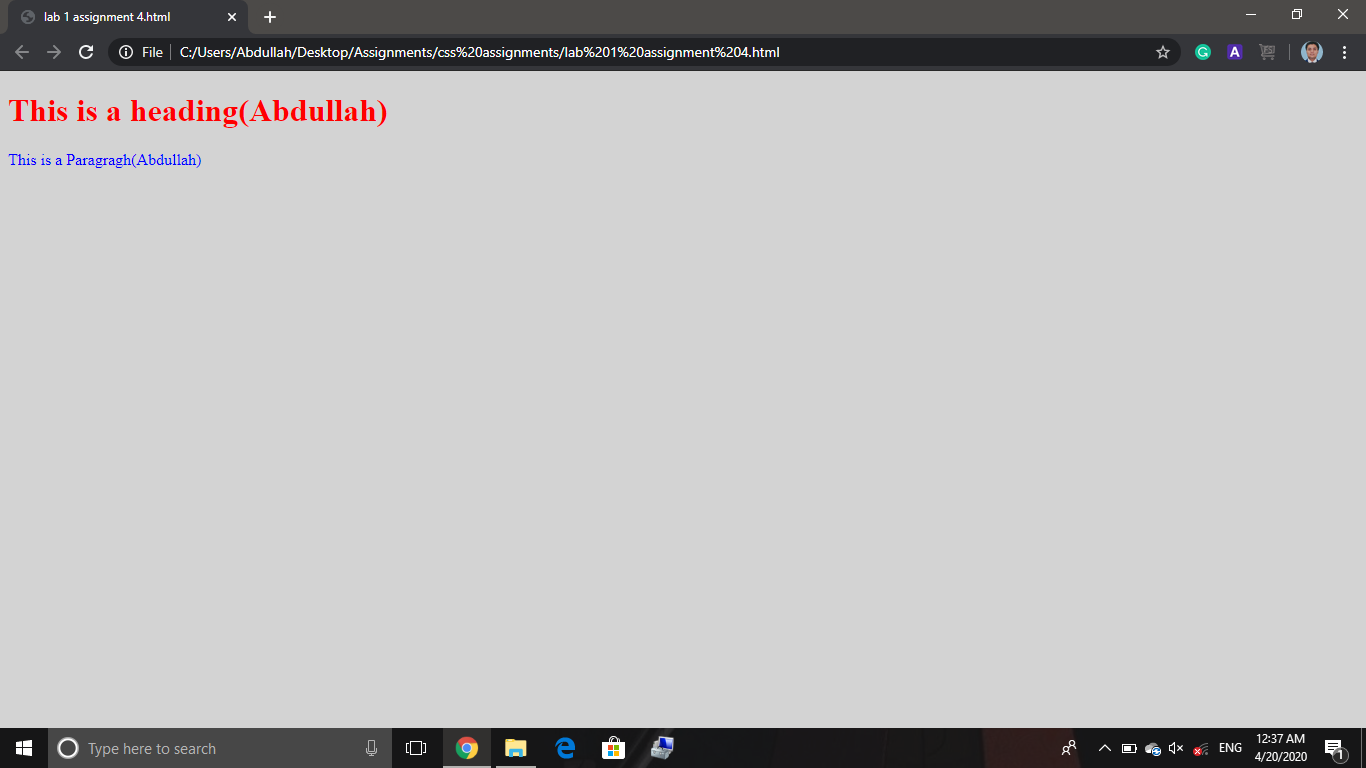 lab 1 assignment 4.html
File C:/Users/Abdullah/Desktop/Assignments/css%20assignments/lab%201%20assignment%204.html
This is a heading(Abdullah)
This is a Paragragh(Abdullah)
Type here to search
ENG
12:37 AM
4/20/2020
1